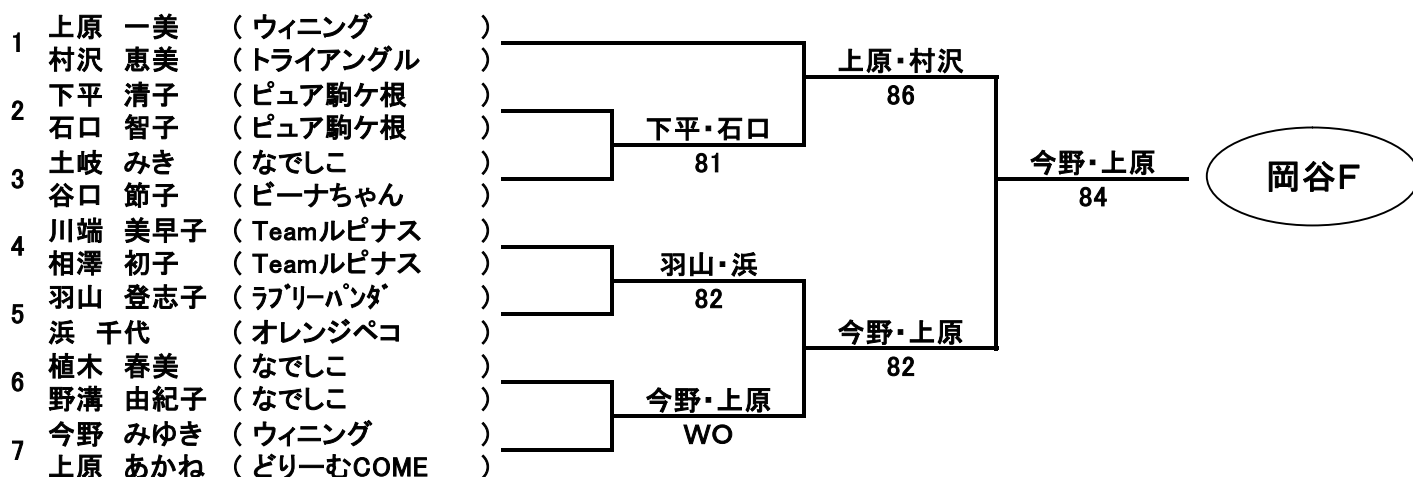 1 上原 一美 ( ウィニング )
村沢 恵美 ( トライアングル )
2 下平 清子 ( ピュア駒ケ根 )
石口 智子 ( ピュア駒ケ根 )
3 土岐 みき ( なでしこ )
谷口 節子 ( ビーナちゃん )
4 川端 美早子 ( Teamルピナス )
相澤 初子 ( Teamルピナス )
5 羽山 登志子 ( ﾗﾌﾞﾘｰﾊﾟﾝﾀﾞ )
浜 千代 ( オレンジペコ )
6 植木 春美 ( なでしこ )
野溝 由紀子 ( なでしこ )
7 今野 みゆき ( ウィニング )
上原 あかね ( どりーむCOME )
下平・石口
81
羽山・浜
82
今野・上原
WO
上原・村沢
86
今野・上原
82
今野・上原
84
岡谷F